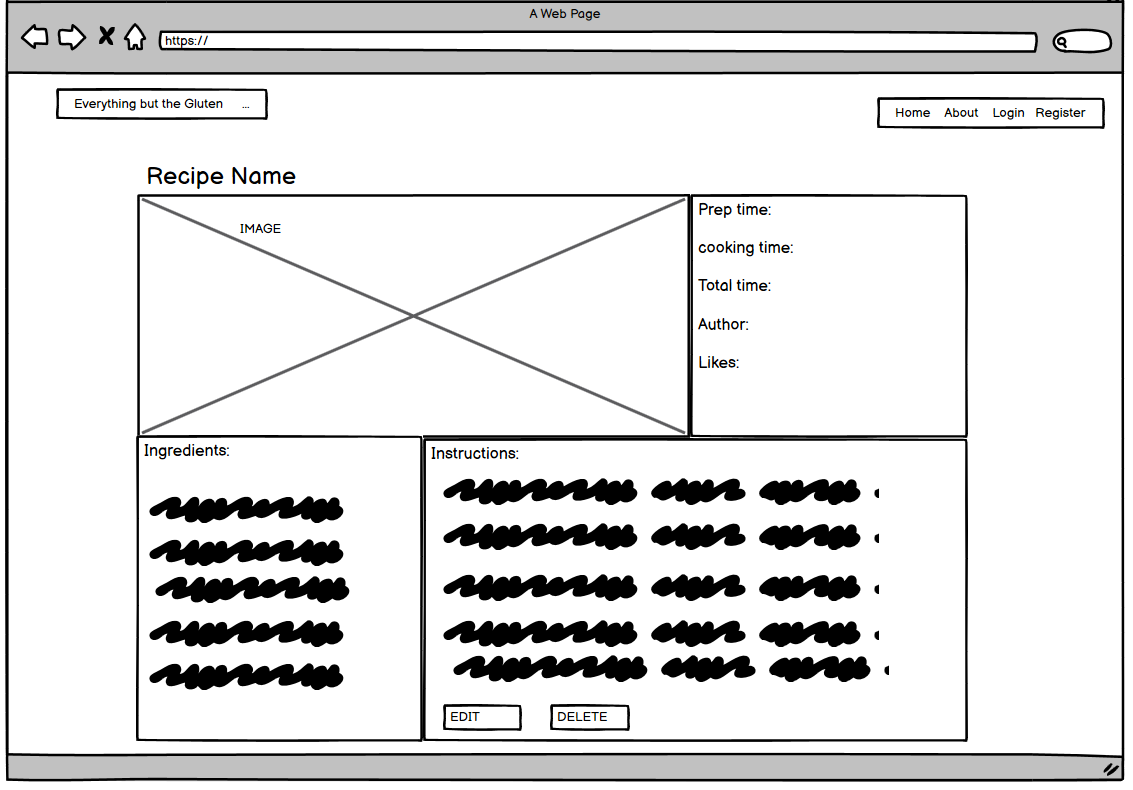 A Web Page
https://
Everything but the Gluten ...
Home About Login Register
Recipe Name
IMAGE
Prep time:
cooking time:
Total time:
Author:
Likes:
Ingredients:
Instructions:
EDIT DELETE